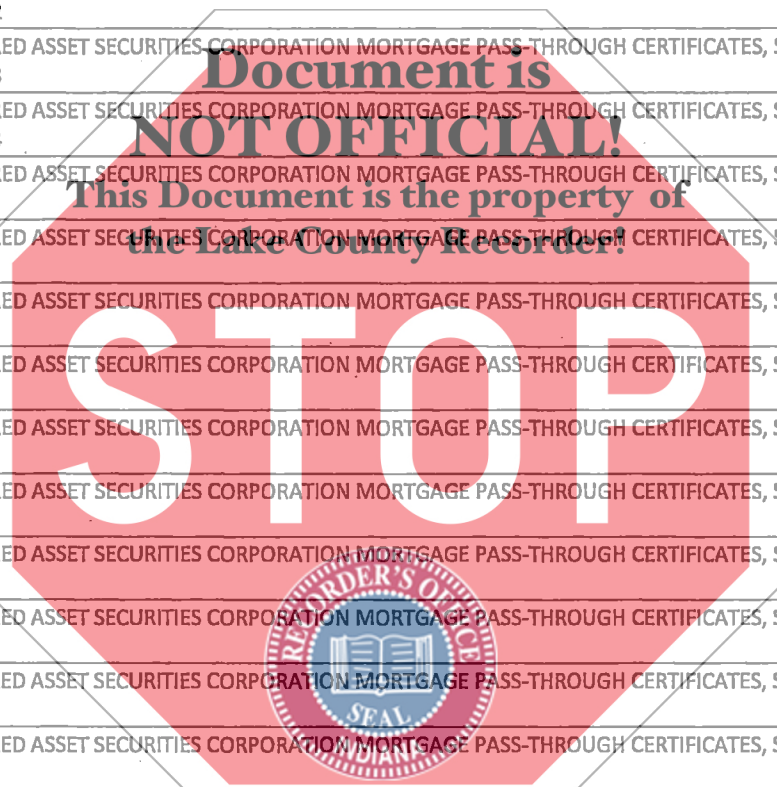 ED ASSET SECURITIES CORPORATION MORTGAGE PASS-THROUGH CERTIFICATES,
Document is
ED ASSET SECURITIES CORPORATION MORTGAGE PASS-THROUGH CERTIFICATES,
NOT OFFICIAL!
ED ASSET SECURITIES CORPORATION MORTGAGE PASS-THROUGH CERTIFICATES,
This Document is the property of
ED ASSET SECURITIES CORPORATION MORTGAGE PASS-THROUGH CERTIFICATES,
the Lake County Recorder!
ED ASSET SECURITIES CORPORATION MORTGAGE PASS-THROUGH CERTIFICATES,
ED ASSET SECURITIES CORPORATION MORTGAGE PASS-THROUGH CERTIFICATES,
STOP
ED ASSET SECURITIES CORPORATION MORTGAGE PASS-THROUGH CERTIFICATES,
ED ASSET SECURITIES CORPORATION MORTGAGE PASS-THROUGH CERTIFICATES,
ED ASSET SECURITIES CORPORATION MORTGAGE PASS-THROUGH CERTIFICATES,
RECORDER'S OFFICE
ED ASSET SECURITIES CORPORATION MORTGAGE PASS-THROUGH CERTIFICATES,
ED ASSET SECURITIES CORPORATION MORTGAGE PASS-THROUGH CERTIFICATES,
SEAL
ED ASSET SECURITIES CORPORATION MORTGAGE PASS-THROUGH CERTIFICATES,
INDIANA